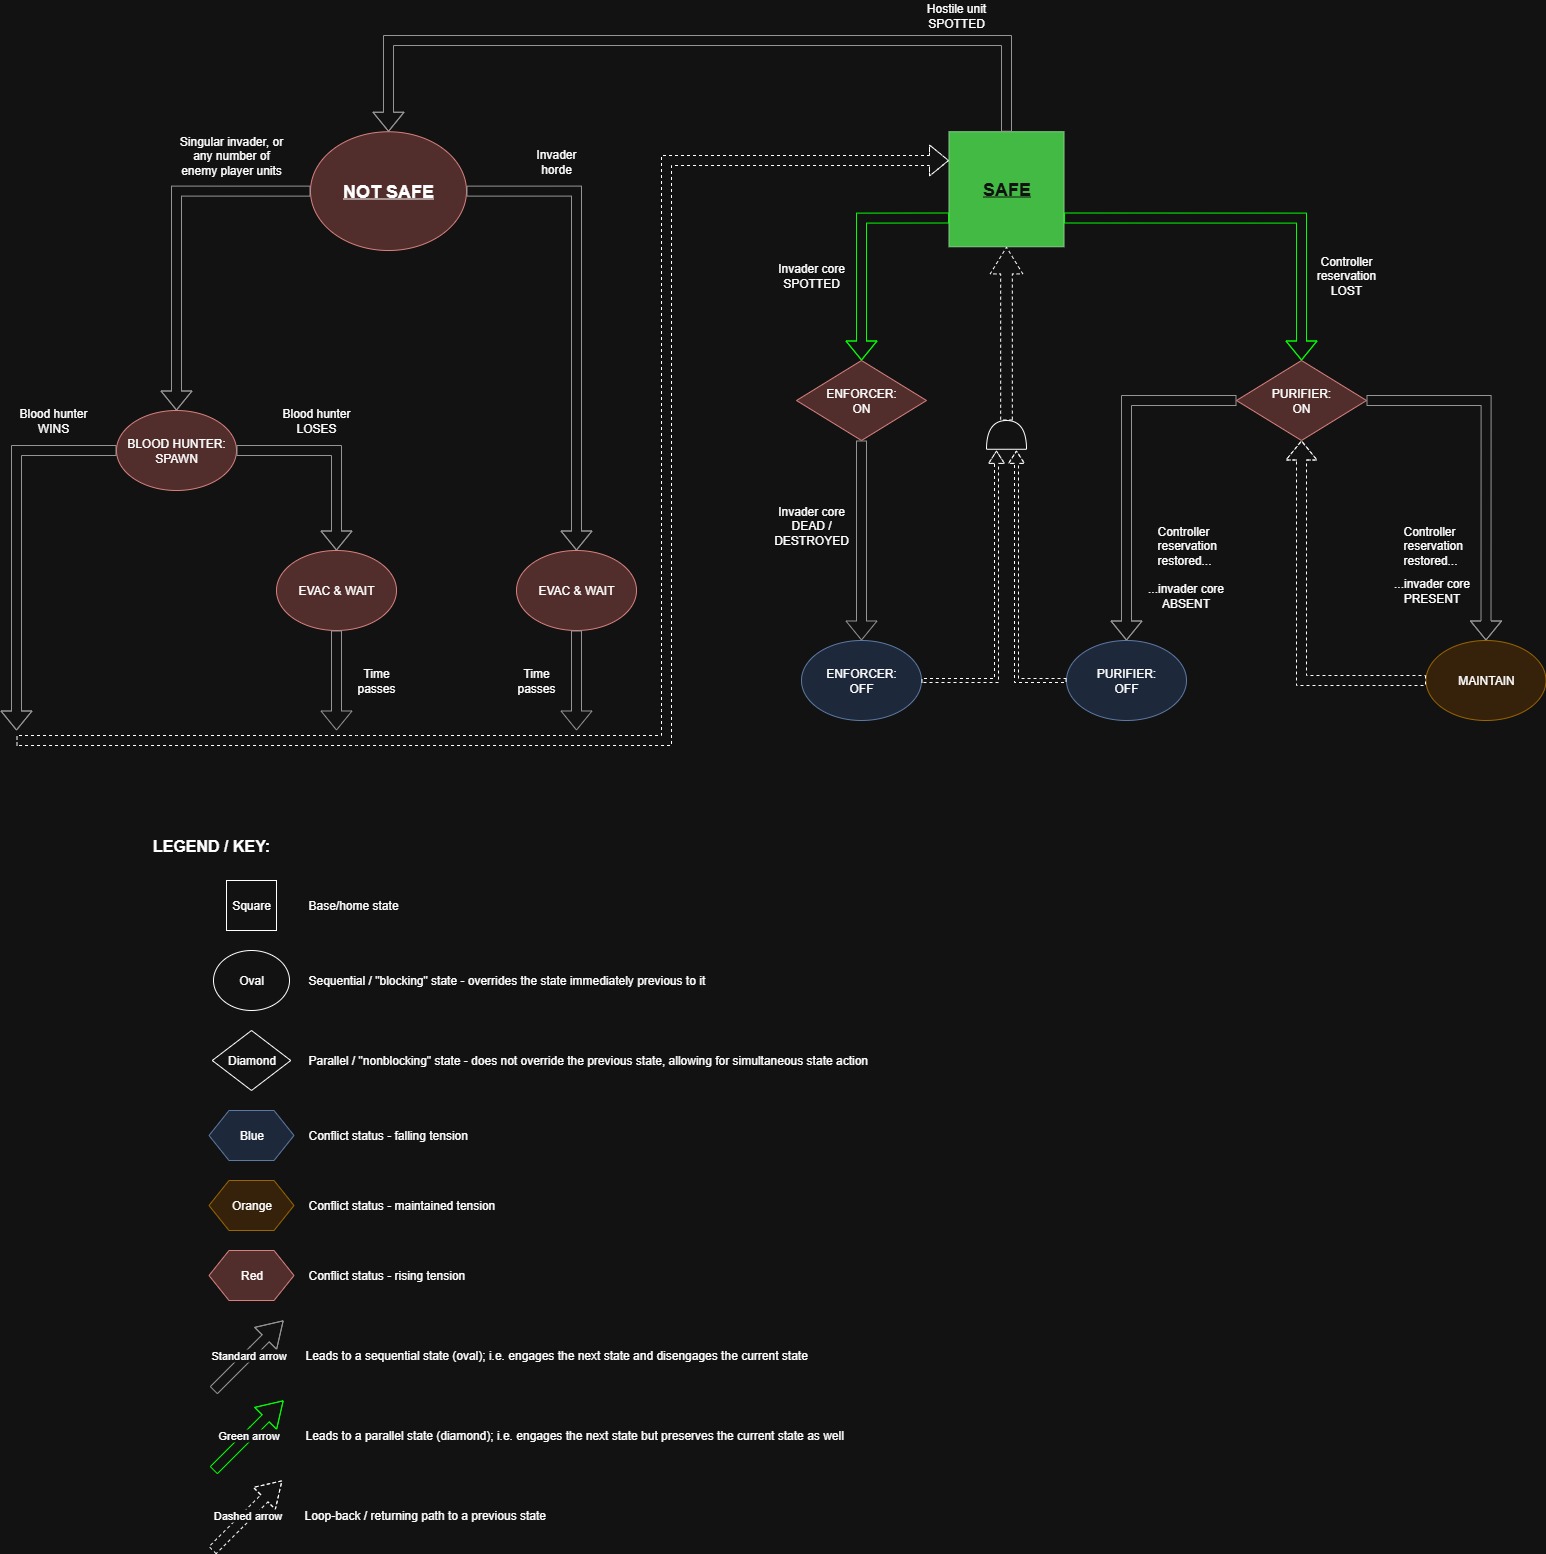 Hostile unit
SPOTTED
Singular invader, or
any number of
enemy player units
Invader
horde
NOT SAFE
SAFE
Invader core
SPOTTED
Controller
reservation
LOST
ENFORCER:
ON
PURIFIER:
ON
Blood hunter
WINS
BLOOD HUNTER:
SPAWN
Blood hunter
LOSES
Invader core
DEAD /
DESTROYED
Controller
reservation
restored...
...invader core
ABSENT
Controller
reservation
restored...
...invader core
PRESENT
EVAC & WAIT
EVAC & WAIT
Time
passes
Time
passes
ENFORCER:
OFF
PURIFIER:
OFF
MAINTAIN
LEGEND / KEY:
Square
Base/home state
Oval
Sequential / "blocking" state - overrides the state immediately previous to it
Diamond
Parallel / "nonblocking" state - does not override the previous state, allowing for simultaneous state action
Blue
Conflict status - falling tension
Orange
Conflict status - maintained tension
Red
Conflict status - rising tension
Standard arrow
Leads to a sequential state (oval); i.e. engages the next state and disengages the current state
Green arrow
Leads to a parallel state (diamond); i.e. engages the next state but preserves the current state as well
Dashed arrow
Loop-back / returning path to a previous state